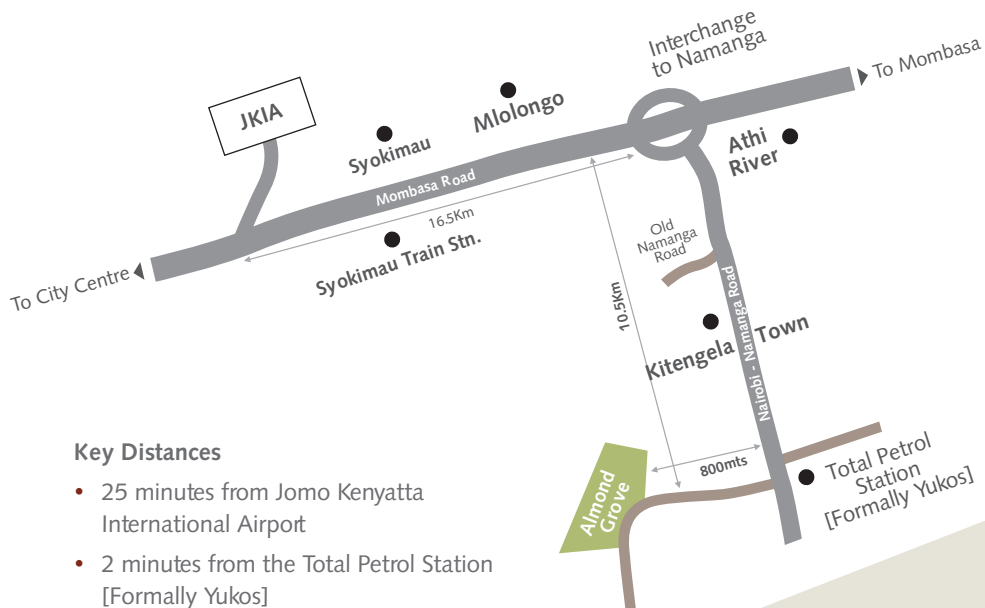 Interchange
to Namanga
To Mombasa
JKIA
Mlolongo
Syokimau
Athi
River
Mombasa Road
16.5Km
Old
Namanga
Road
Syokimau Train Stn.
To City Centre
10.5Km
Nairobi - Namanga Road
Kitengela Town
Key Distances
• 25 minutes from Jomo Kenyatta
International Airport
• 2 minutes from the Total Petrol Station
[Formally Yukos]
800mts
Almond
Grove
Total Petrol
Station
[Formally Yukos]